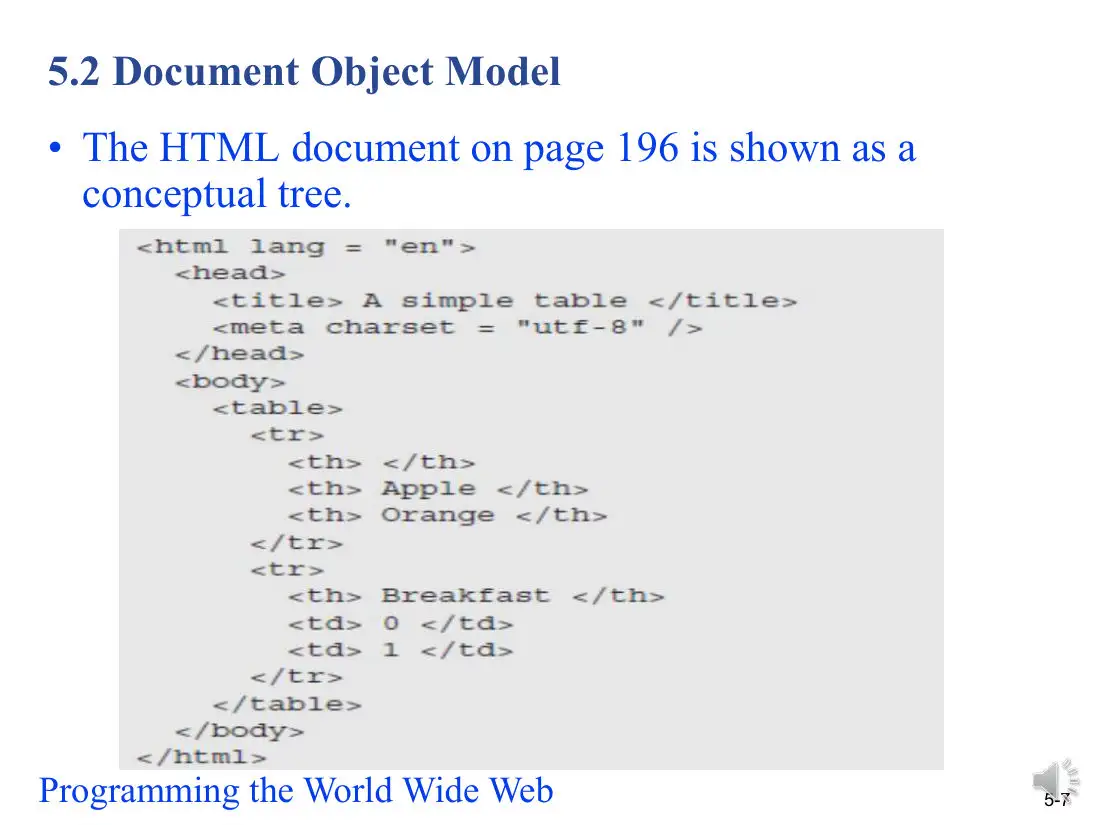 5.2 Document Object Model
• The HTML document on page 196 is shown as a
conceptual tree.
<html lang = "en">
<head>
<title> A simple table </title>
<meta charset = "utf-8" />
</head>
<body>
<table>
<tr>
<th> </th>
<th> Apple </th>
<th> Orange </th>
</tr>
<tr>
<th> Breakfast </th>
<td> 0 </td>
<td> 1 </td>
</tr>
</table>
</body>
</html>
Programming the World Wide Web
5-7